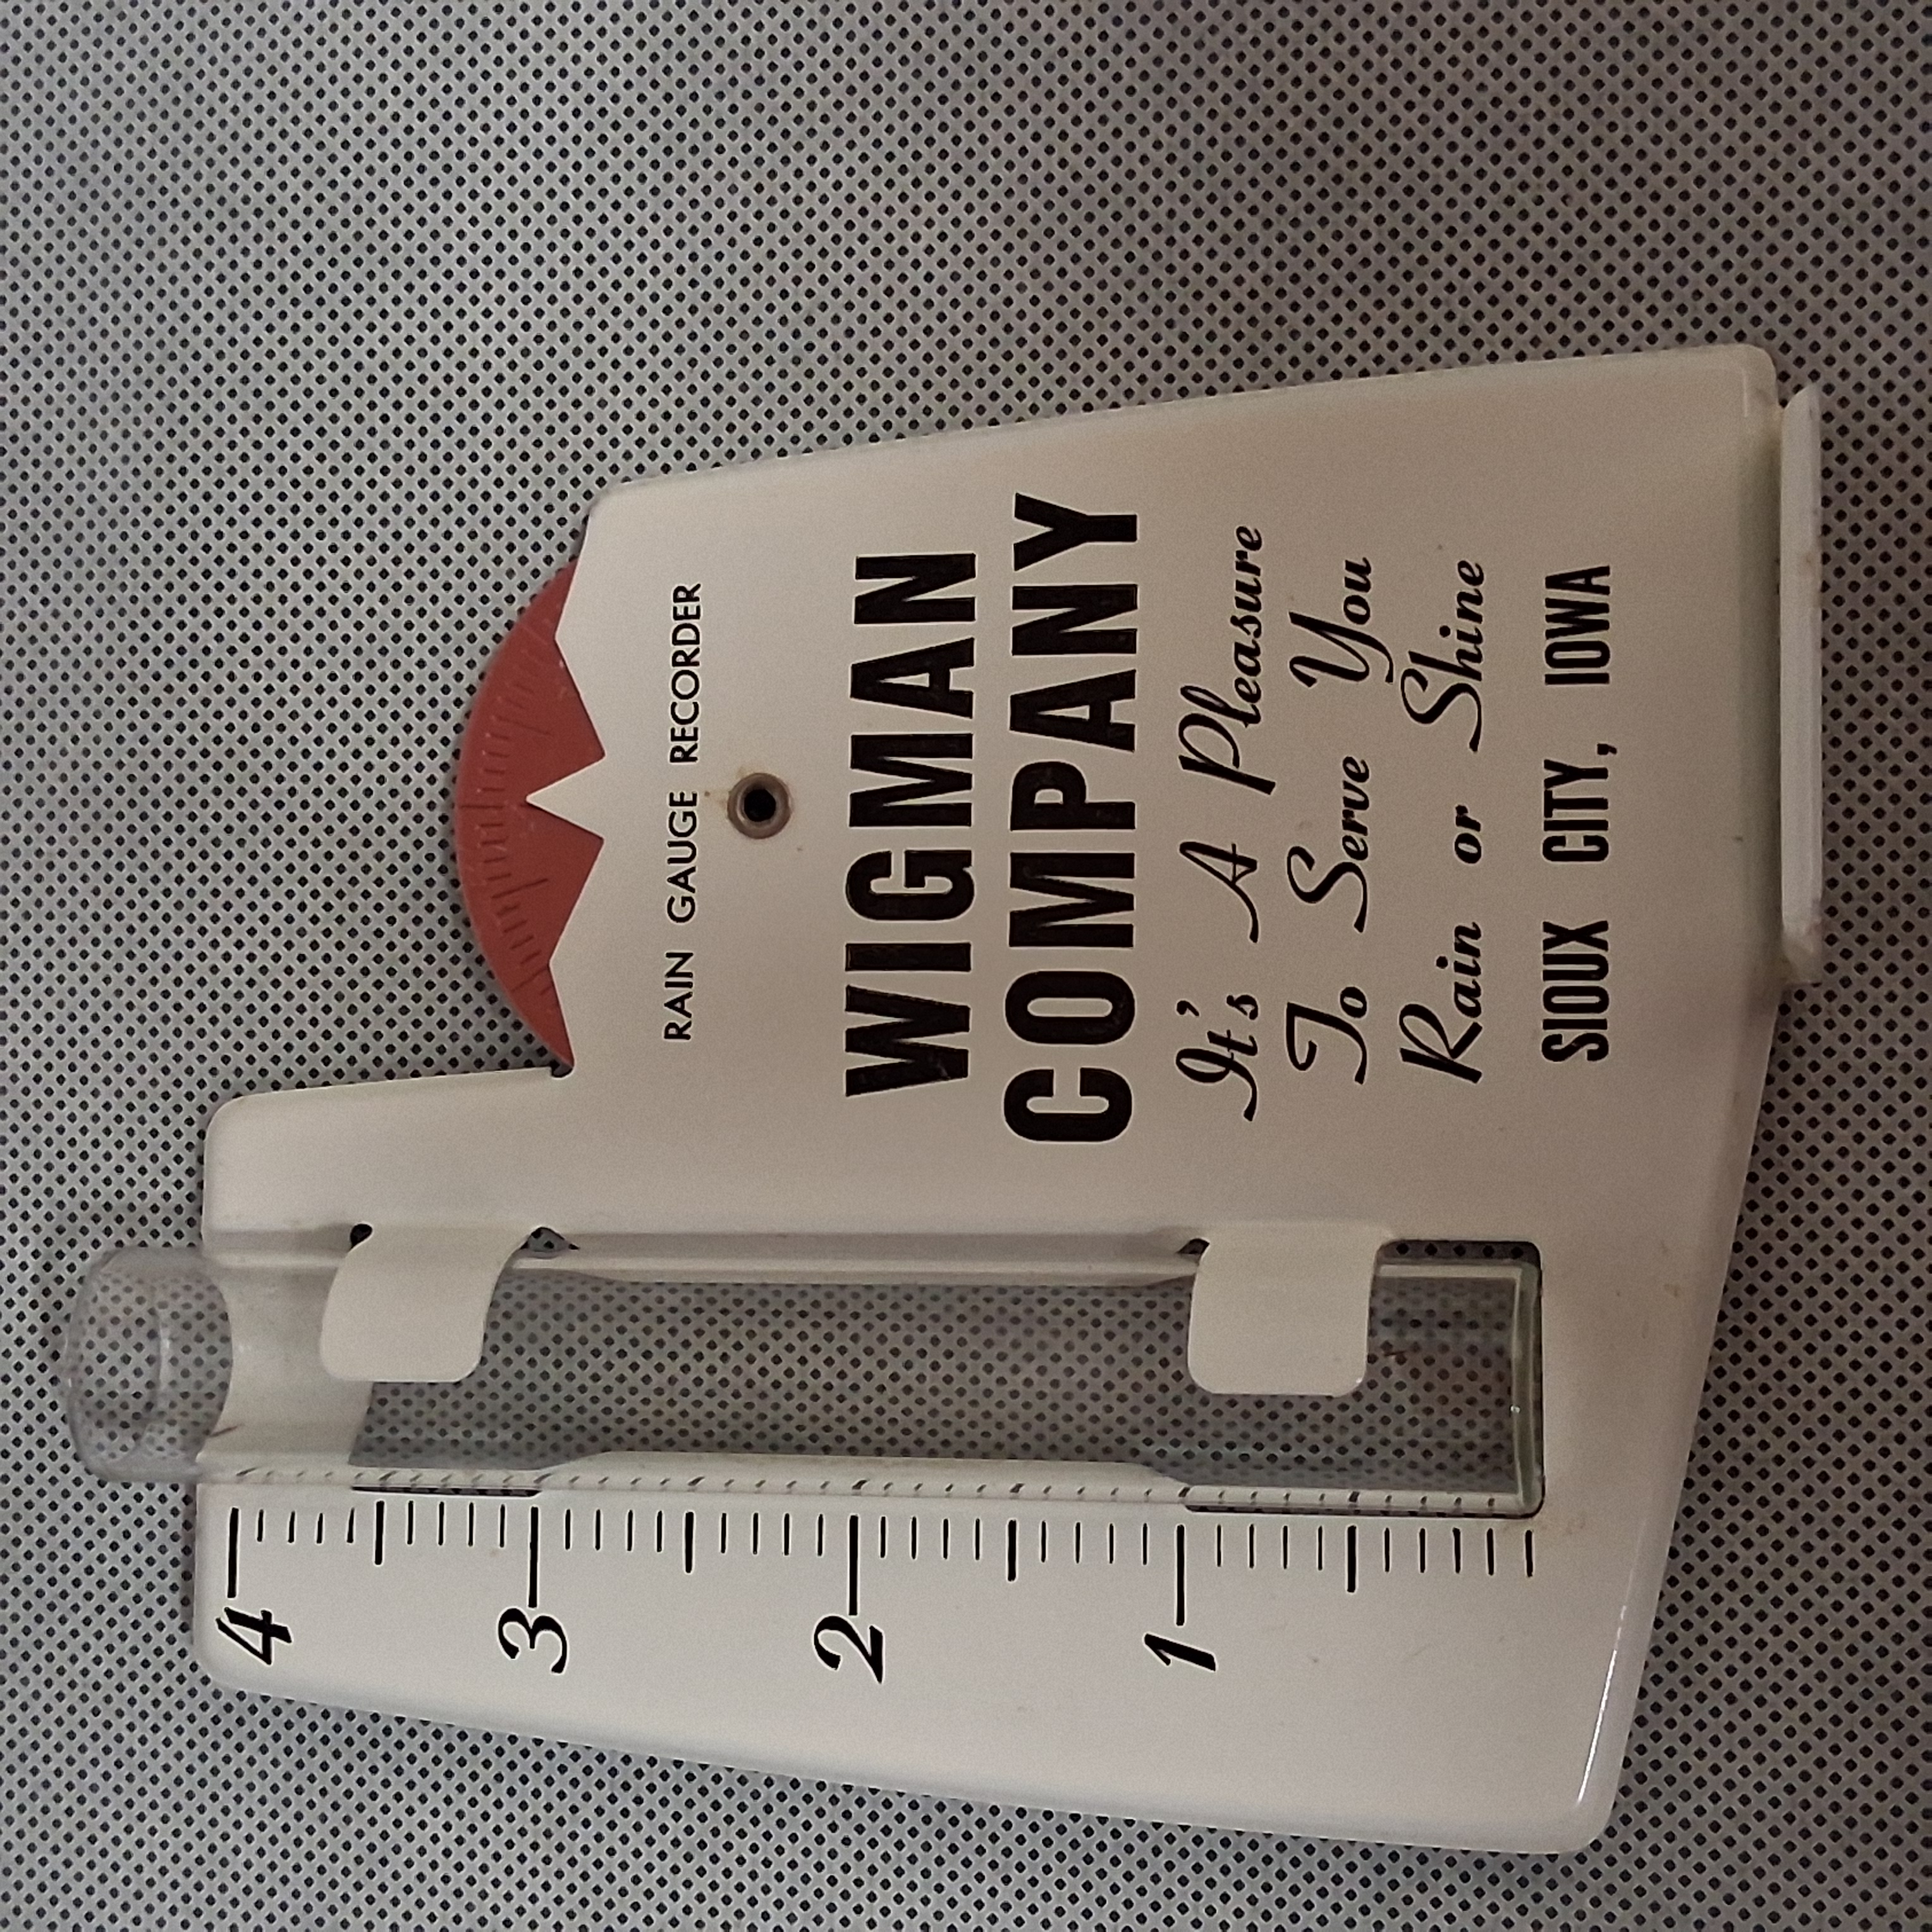 RAIN GAUGE RECORDER
WIGMAN
COMPANY
It's A Pleasure
To Serve You
Rain or Shine
SIOUX CITY, IOWA
4
3
2
1